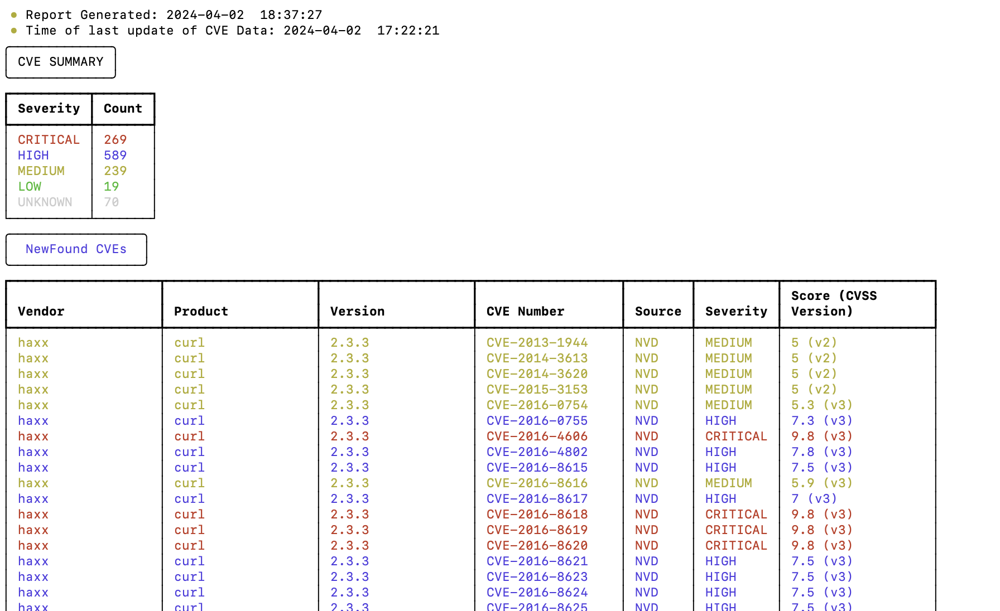 Report Generated: 2024-04-02  18:37:27
Time of last update of CVE Data: 2024-04-02  17:22:21
CVE SUMMARY
Severity Count
CRITICAL 269
HIGH 589
MEDIUM 239
LOW 19
UNKNOWN 70
NewFound CVEs
Score (CVSS
Vendor Product Version CVE Number Source Severity Version)
haxx curl 2.3.3 CVE-2013-1944 NVD MEDIUM 5 (v2)
haxx curl 2.3.3 CVE-2014-3613 NVD MEDIUM 5 (v2)
haxx curl 2.3.3 CVE-2014-3620 NVD MEDIUM 5 (v2)
haxx curl 2.3.3 CVE-2015-3153 NVD MEDIUM 5 (v2)
haxx curl 2.3.3 CVE-2016-0754 NVD MEDIUM 5.3 (v3)
haxx curl 2.3.3 CVE-2016-0755 NVD HIGH 7.3 (v3)
haxx curl 2.3.3 CVE-2016-4606 NVD CRITICAL 9.8 (v3)
haxx curl 2.3.3 CVE-2016-4802 NVD HIGH 7.8 (v3)
haxx curl 2.3.3 CVE-2016-8615 NVD HIGH 7.5 (v3)
haxx curl 2.3.3 CVE-2016-8616 NVD MEDIUM 5.9 (v3)
haxx curl 2.3.3 CVE-2016-8617 NVD HIGH 7 (v3)
haxx curl 2.3.3 CVE-2016-8618 NVD CRITICAL 9.8 (v3)
haxx curl 2.3.3 CVE-2016-8619 NVD CRITICAL 9.8 (v3)
haxx curl 2.3.3 CVE-2016-8620 NVD CRITICAL 9.8 (v3)
haxx curl 2.3.3 CVE-2016-8621 NVD HIGH 7.5 (v3)
haxx curl 2.3.3 CVE-2016-8623 NVD HIGH 7.5 (v3)
haxx curl 2.3.3 CVE-2016-8624 NVD HIGH 7.5 (v3)
haxx curl 2.3.3 CVE-2016-8625 NVD HIGH 7.5 (v3)